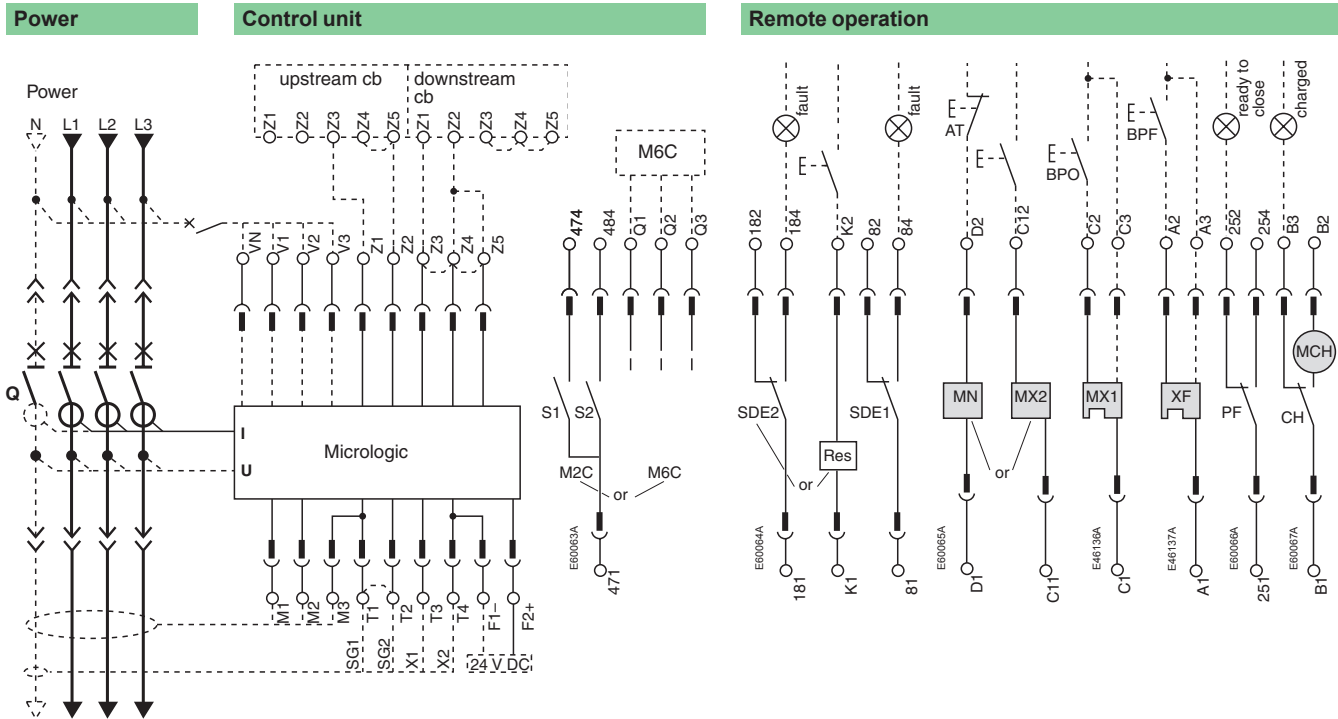 Power
Control unit
Remote operation
Power
N
L1
L2
L3
upstream cb
downstream
cb
Z1
Z2
Z3
Z4
Z5
Z1
Z2
Z3
Z4
Z5
M6C
fault
fault
ready to
close
charged
AT
BPO
BPF
VN
V1
V2
V3
Z1
Z2
Z3
Z4
Z5
474
484
Q1
Q2
Q3
182
184
K2
82
84
D2
C12
C2
C3
A2
A3
252
254
B3
B2
MCH
Q
I
U
Micrologic
S1
S2
M2C
or
M6C
SDE2
or
Res
SDE1
MN
MX2
or
MX1
XF
PF
CH
E60063A
E60064A
E60065A
E46136A
E46137A
E60066A
E60067A
471
181
K1
81
D1
C11
C1
A1
251
B1
M1
M2
M3
T1
T2
T3
T4
F1–
F2+
SG1
SG2
X1
X2
24 V DC